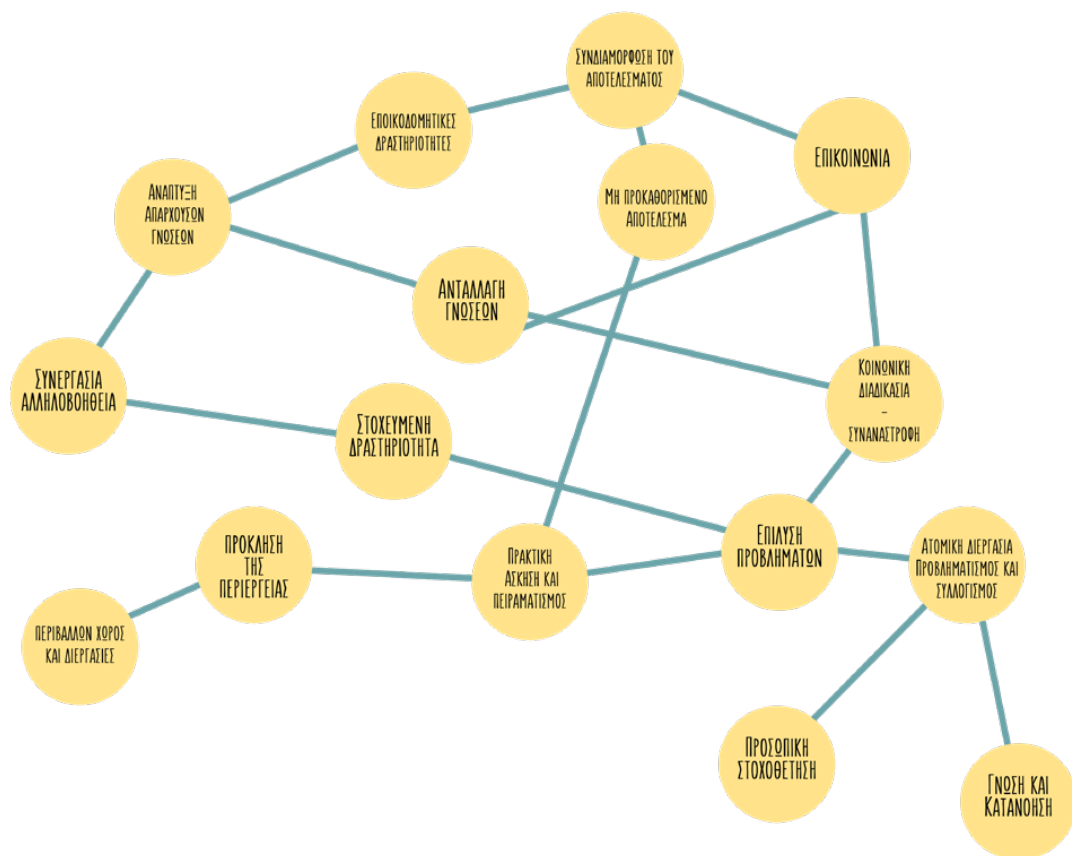 ΣΥΝΔΙΑΜΟΡΦΩΣΗ ΤΟΥ
ΑΠΟΤΕΛΕΣΜΑΤΟΣ
ΕΠΟΙΚΟΔΟΜΗΤΙΚΕΣ
ΔΡΑΣΤΗΡΙΟΤΗΤΕΣ
ΕΠΙΚΟΙΝΩΝΙΑ
ΑΝΑΠΤΥΞΗ
ΑΠΑΡΧΟΥΣΩΝ
ΓΝΩΣΕΩΝ
ΜΗ ΠΡΟΚΑΘΟΡΙΣΜΕΝΟ
ΑΠΟΤΕΛΕΣΜΑ
ΑΝΤΑΛΛΑΓΗ
ΓΝΩΣΕΩΝ
ΣΥΝΕΡΓΑΣΙΑ
ΑΛΛΗΛΟΒΟΗΘΕΙΑ
ΣΤΟΧΕΥΜΕΝΗ
ΔΡΑΣΤΗΡΙΟΤΗΤΑ
ΚΟΙΝΩΝΙΚΗ
ΔΙΑΔΙΚΑΣΙΑ
–
ΣΥΝΑΝΑΣΤΡΟΦΗ
ΠΡΟΚΛΗΣΗ
ΤΗΣ
ΠΕΡΙΕΡΓΕΙΑΣ
ΠΡΑΚΤΙΚΗ
ΑΣΚΗΣΗ ΚΑΙ
ΠΕΙΡΑΜΑΤΙΣΜΟΣ
ΕΠΙΛΥΣΗ
ΠΡΟΒΛΗΜΑΤΩΝ
ΑΤΟΜΙΚΗ ΔΙΕΡΓΑΣΙΑ
ΠΡΟΒΛΗΜΑΤΙΣΜΟΣ ΚΑΙ
ΣΥΛΛΟΓΙΣΜΟΣ
ΠΕΡΙΒΑΛΛΟΝ ΧΩΡΟΣ
ΚΑΙ ΔΙΕΡΓΑΣΙΕΣ
ΠΡΟΣΩΠΙΚΗ
ΣΤΟΧΟΘΕΤΗΣΗ
ΓΝΩΣΗ ΚΑΙ
ΚΑΤΑΝΟΗΣΗ